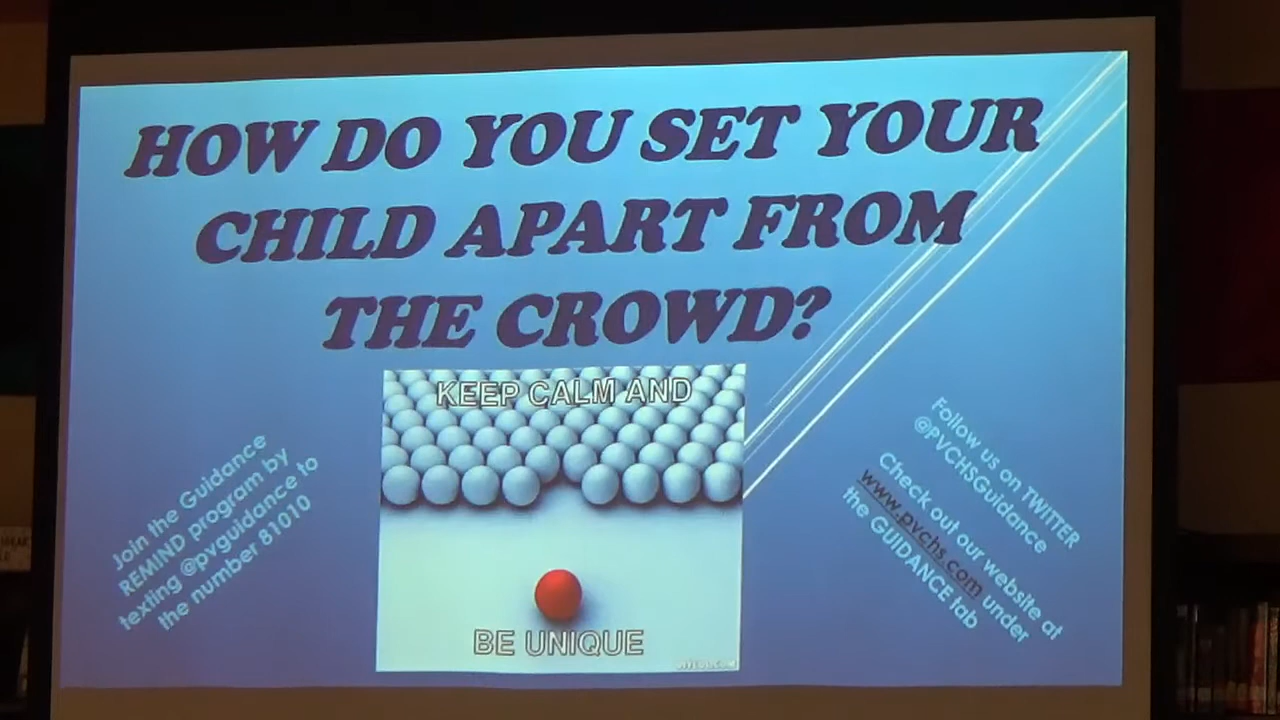 HOW DO YOU SET YOUR
CHILD APART FROM
THE CROWD?
KEEP CALM AND
BE UNIQUE
Join the Guidance
REMIND program by
texting @pvguidance to
the number 81010
Follow us on TWITTER
@PVCHSGuidance
Check out our website at
www.pvchs.com under
the GUIDANCE tab